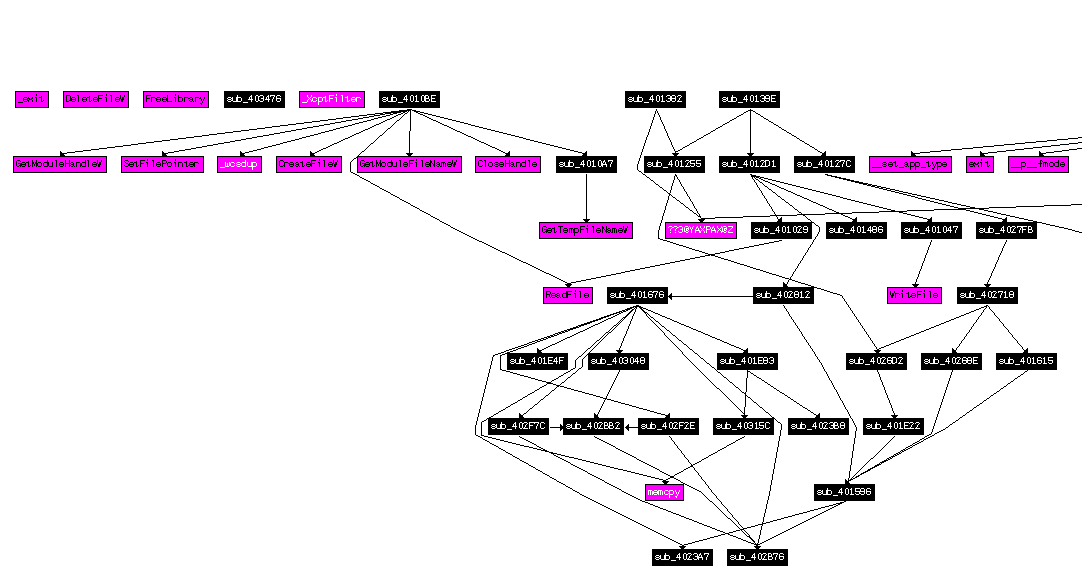 _exit DeleteFileW FreeLibrary sub_403476 _XcptFilter sub_4010BE sub_401382 sub_40139E
GetModuleHandleW SetFilePointer _wcsdup CreateFileW GetModuleFileNameW CloseHandle sub_4010A7 sub_401255 sub_4012D1 sub_40127C __set_app_type exit __p__fmode
GetTempFileNameW ??3@YAXPAX@Z sub_401029 sub_401486 sub_401047 sub_4027FB
ReadFile sub_401676 sub_402812 WriteFile sub_402718
sub_401E4F sub_403048 sub_401E83 sub_4026D2 sub_40268E sub_401615
sub_402F7C sub_402BB2 sub_402F2E sub_40315C sub_4023B8 sub_401E22
memcpy sub_401586
sub_4023A7 sub_402B76